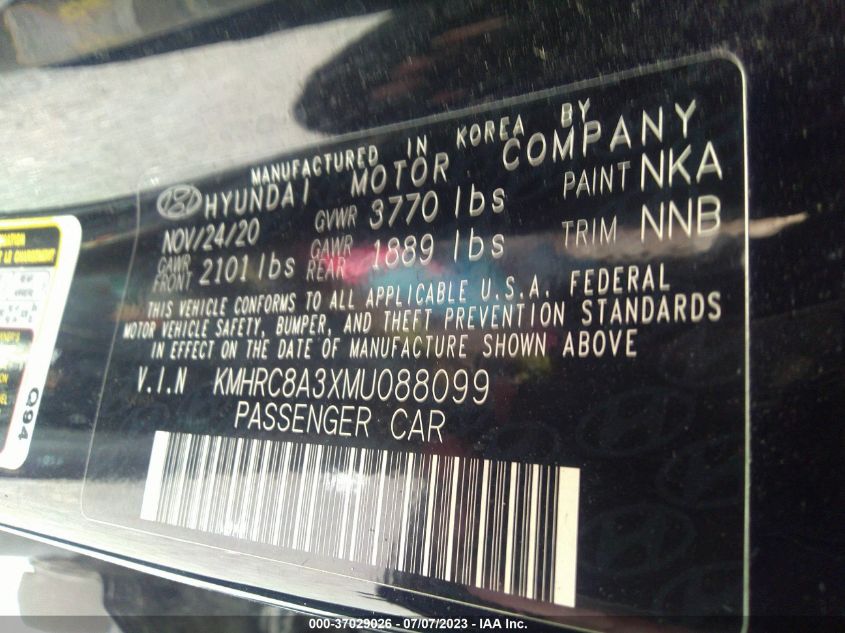 MANUFACTURED IN KOREA BY
HYUNDAI MOTOR COMPANY
NOV/24/20 GVWR 3770 lbs PAINT NKA
GAWR FRONT 2101 lbs GAWR REAR 1889 lbs TRIM NNB
THIS VEHICLE CONFORMS TO ALL APPLICABLE U.S.A. FEDERAL
MOTOR VEHICLE SAFETY, BUMPER, AND THEFT PREVENTION STANDARDS
IN EFFECT ON THE DATE OF MANUFACTURE SHOWN ABOVE
V.I.N KMHRC8A3XMU088099
PASSENGER CAR
Q94
000-37029026 - 07/07/2023 - IAA Inc.